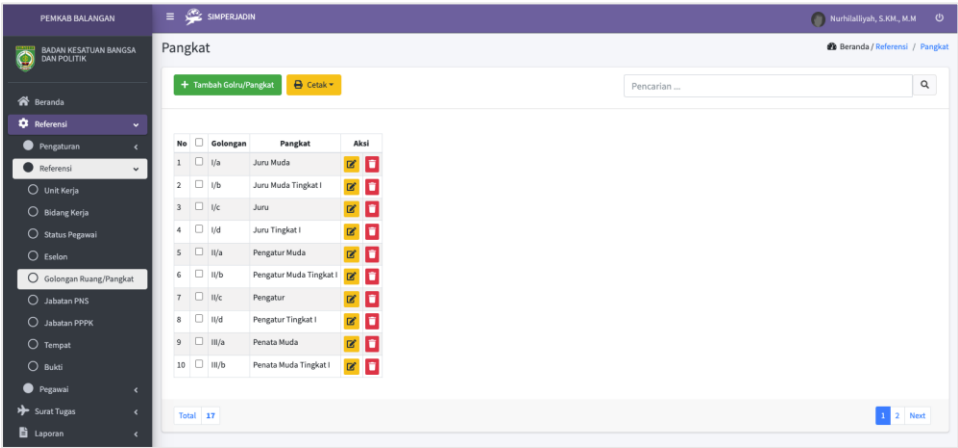 PEMKAB BALANGAN
SIMPERJADIN
Nurhilalliyah, S.KM., M.M
BADAN KESATUAN BANGSA
DAN POLITIK
Pangkat
Beranda / Referensi / Pangkat
+ Tambah Golru/Pangkat
Cetak
Pencarian ...
Beranda
Referensi
Pengaturan
Referensi
Unit Kerja
Bidang Kerja
Status Pegawai
Eselon
Golongan Ruang/Pangkat
Jabatan PNS
Jabatan PPPK
Tempat
Bukti
Pegawai
Surat Tugas
Laporan
No Golongan Pangkat Aksi
1 I/a Juru Muda
2 I/b Juru Muda Tingkat I
3 I/c Juru
4 I/d Juru Tingkat I
5 II/a Pengatur Muda
6 II/b Pengatur Muda Tingkat I
7 II/c Pengatur
8 II/d Pengatur Tingkat I
9 III/a Penata Muda
10 III/b Penata Muda Tingkat I
Total 17
1 2 Next